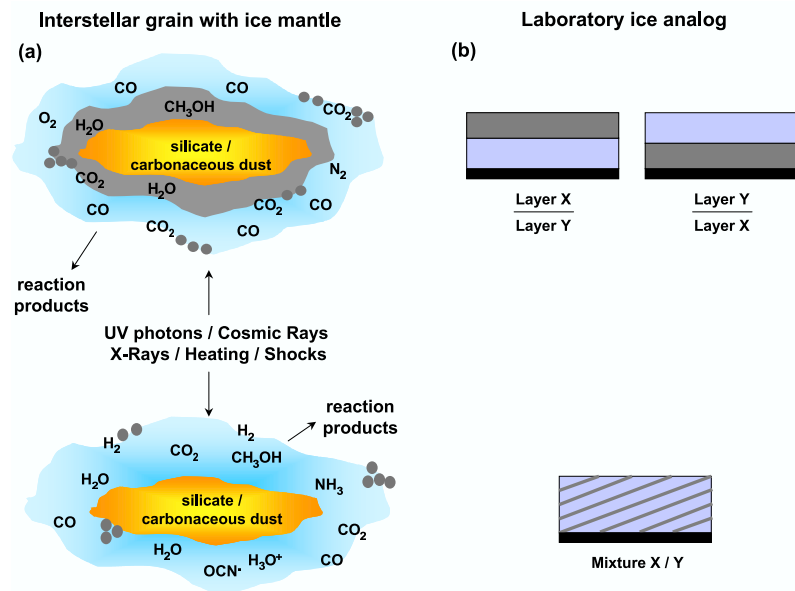 Interstellar grain with ice mantle
Laboratory ice analog
(a)
(b)
CO
CO
CO₂
O₂
CH₃OH
H₂O
silicate /
carbonaceous dust
N₂
CO₂
H₂O
CO₂
CO
CO
CO₂
CO
reaction
products
Layer X
Layer Y
Layer Y
Layer X
UV photons / Cosmic Rays
X-Rays / Heating / Shocks
reaction
products
H₂
H₂
CO₂
CH₃OH
H₂O
NH₃
silicate /
carbonaceous dust
CO
CO₂
H₂O
H₃O⁺
CO
OCN⁻
Mixture X / Y